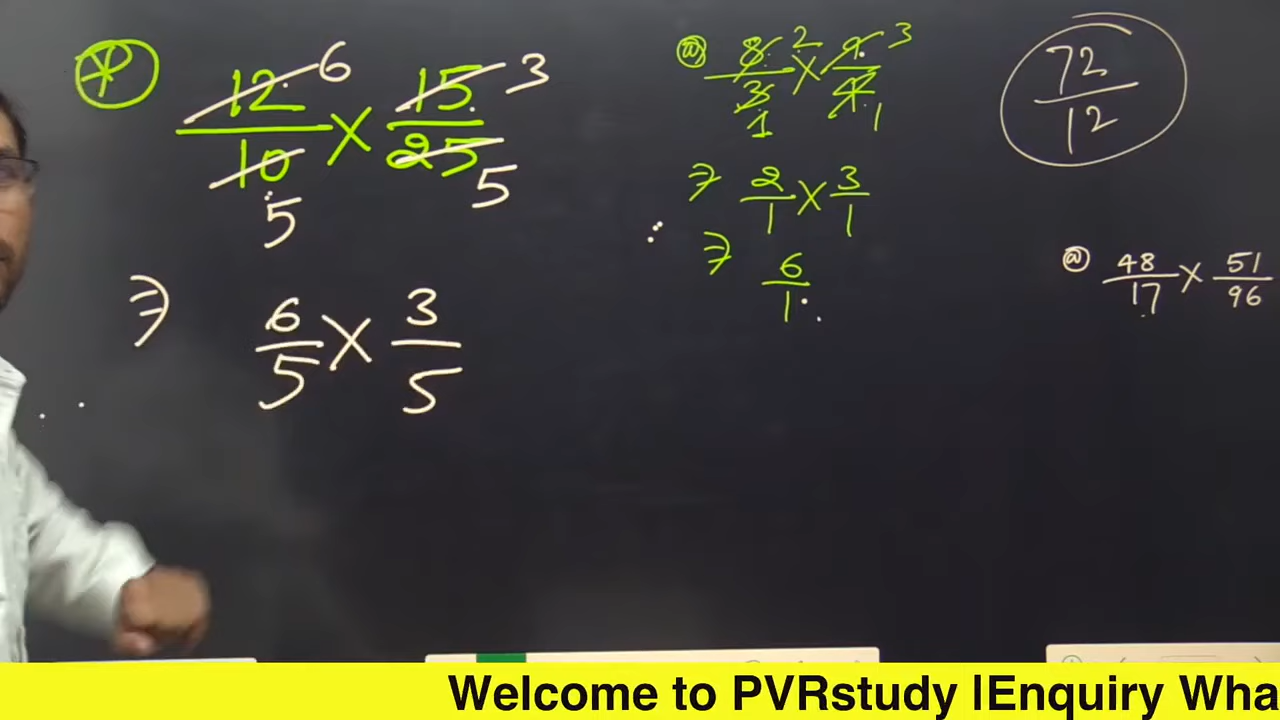 12/10 6/5 × 15/25 3/5
⇒ 6/5 × 3/5
8/3 2/1 × 9/4 3/1
⇒ 2/1 × 3/1
⇒ 6/1
72/12
48/17 × 51/96
Welcome to PVRstudy |Enquiry Wha